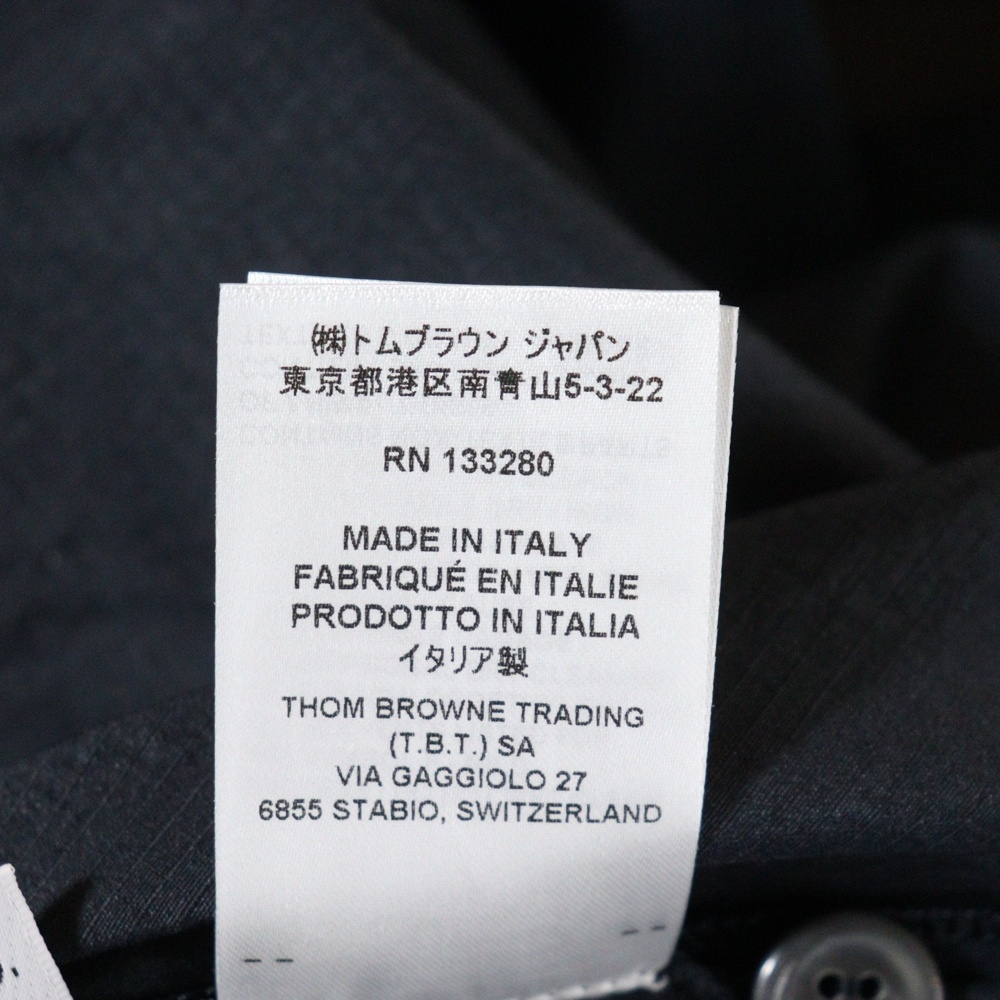 ㈱トムブラウン ジャパン
東京都港区南青山5-3-22
RN 133280
MADE IN ITALY
FABRIQUÉ EN ITALIE
PRODOTTO IN ITALIA
イタリア製
THOM BROWNE TRADING
(T.B.T.) SA
VIA GAGGIOLO 27
6855 STABIO, SWITZERLAND